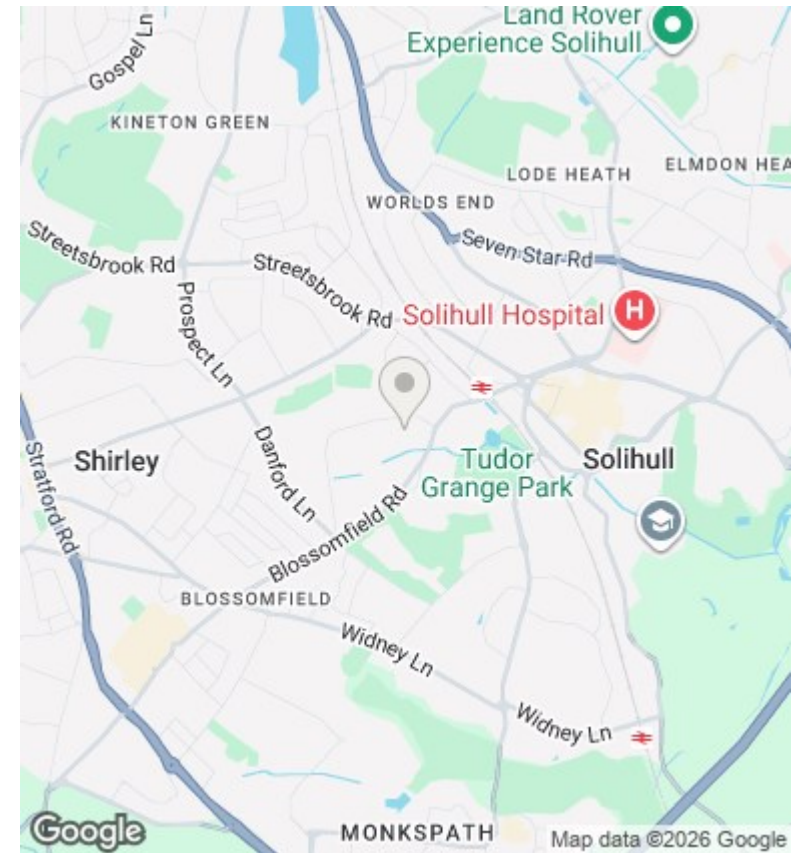 Land Rover
Experience Solihull
Gospel Ln
KINETON GREEN
LODE HEATH
ELMDON HEA
WORLDS END
Seven Star Rd
Streetsbrook Rd
Streetsbrook Rd
Prospect Ln
Solihull Hospital
H
Shirley
Danford Ln
Tudor
Grange Park
Solihull
Stratford Rd
Blossomfield Rd
BLOSSOMFIELD
Widney Ln
Widney Ln
MONKSPATH
Google
Map data ©2026 Google